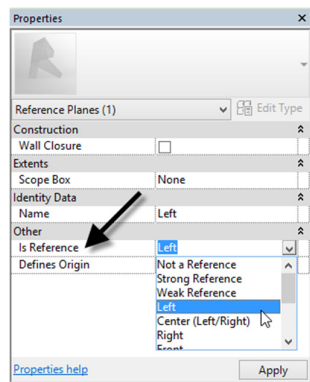 Properties
Reference Planes (1)
Edit Type
Construction
Wall Closure
Extents
Scope Box None
Identity Data
Name Left
Other
Is Reference Left
Defines Origin
Not a Reference
Strong Reference
Weak Reference
Left
Center (Left/Right)
Right
Front
Properties help
Apply